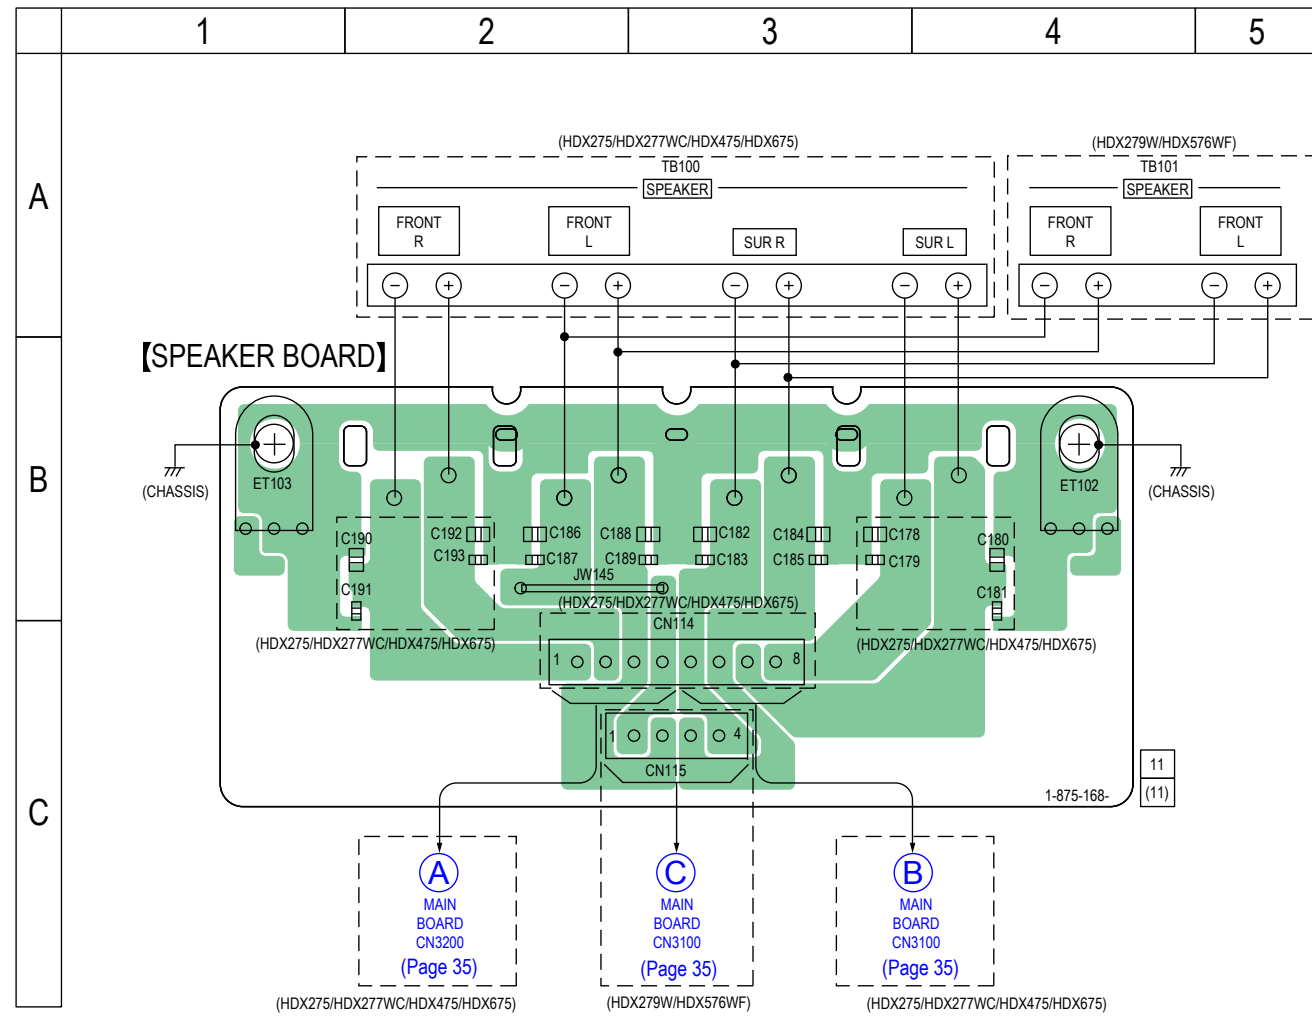 1 2 3 4 5
A
B
C
(HDX275/HDX277WC/HDX475/HDX675)
TB100
SPEAKER
FRONT
R
FRONT
L
SUR R
SUR L
− + − + − + − +
(HDX279W/HDX576WF)
TB101
SPEAKER
FRONT
R
FRONT
L
− + − +
【SPEAKER BOARD】
ET103
(CHASSIS)
ET102
(CHASSIS)
C190
C192
C186
C188
C182
C184
C178
C180
C193
C187
C189
C183
C185
C179
C191
JW145
C181
(HDX275/HDX277WC/HDX475/HDX675)
CN114
(HDX275/HDX277WC/HDX475/HDX675)
(HDX275/HDX277WC/HDX475/HDX675)
1 8
1 4
CN115
1-875-168-
11
(11)
A
MAIN
BOARD
CN3200
(Page 35)
(HDX275/HDX277WC/HDX475/HDX675)
C
MAIN
BOARD
CN3100
(Page 35)
(HDX279W/HDX576WF)
B
MAIN
BOARD
CN3100
(Page 35)
(HDX275/HDX277WC/HDX475/HDX675)